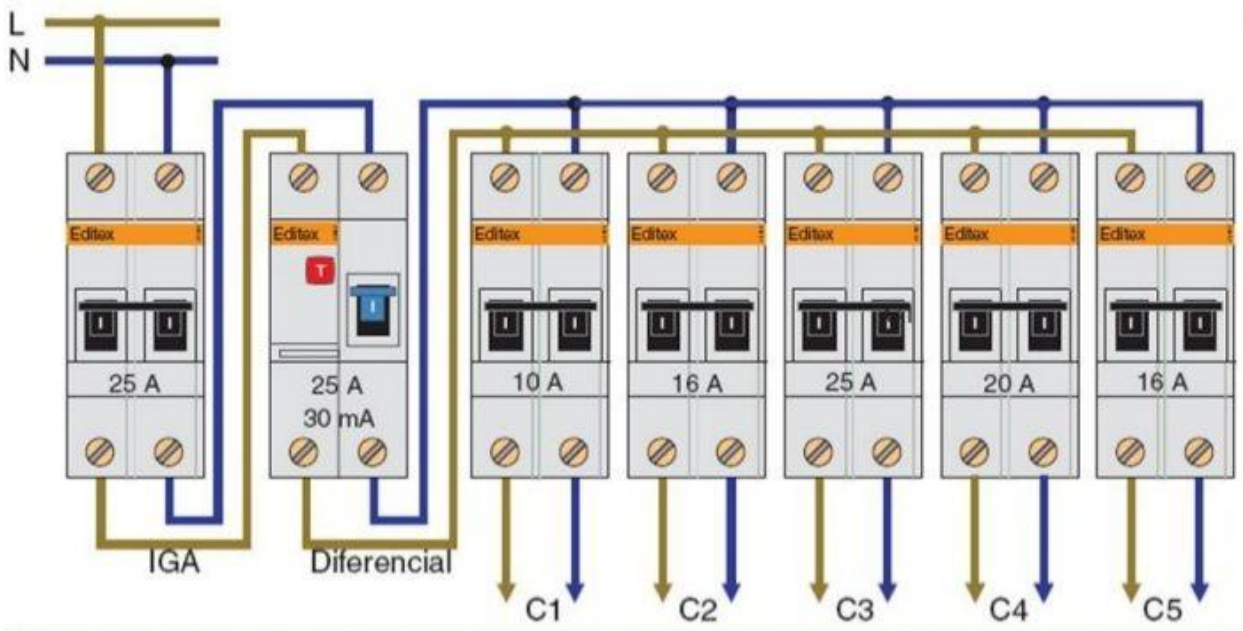 L
N
Editex
Editex
Editex
Editex
Editex
Editex
Editex
T
I
I
I
I
I
I
I
I
I
I
I
I
I
25 A
25 A
10 A
16 A
25 A
20 A
16 A
30 mA
IGA
Diferencial
C1
C2
C3
C4
C5